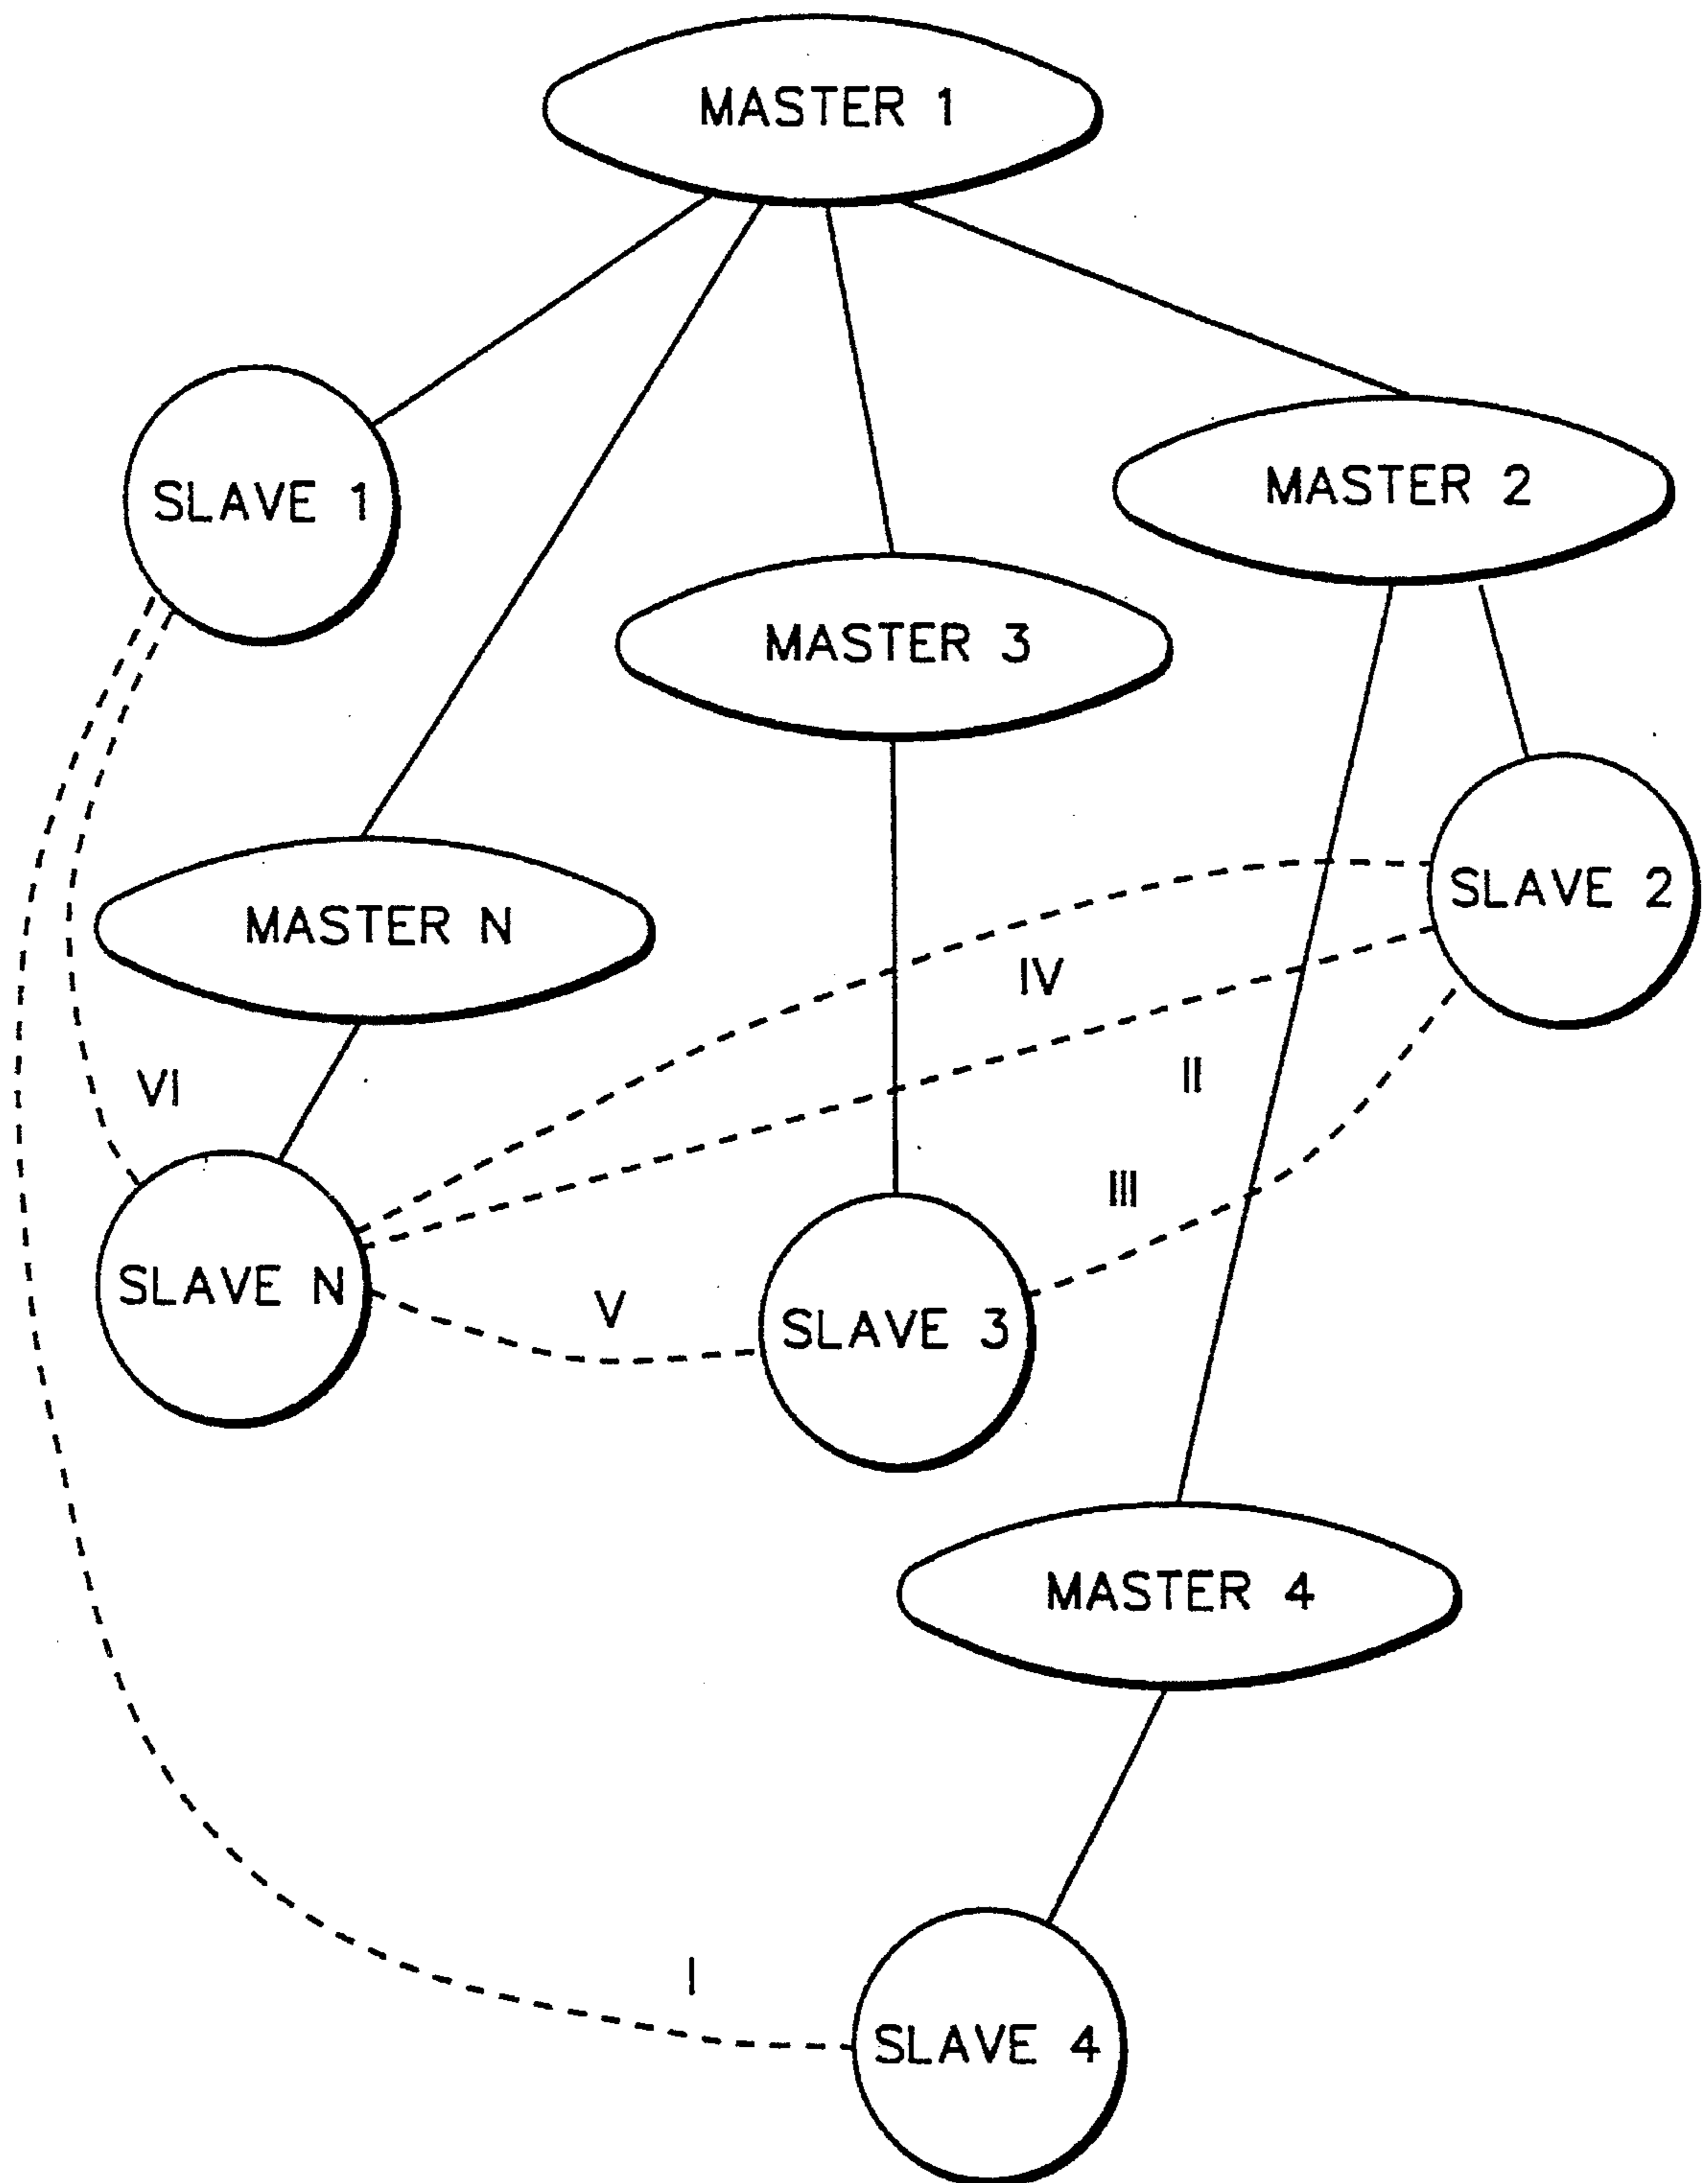 MASTER 1
SLAVE 1
MASTER 2
MASTER 3
MASTER N
SLAVE 2
IV
II
VI
III
SLAVE N
V
SLAVE 3
MASTER 4
I
SLAVE 4